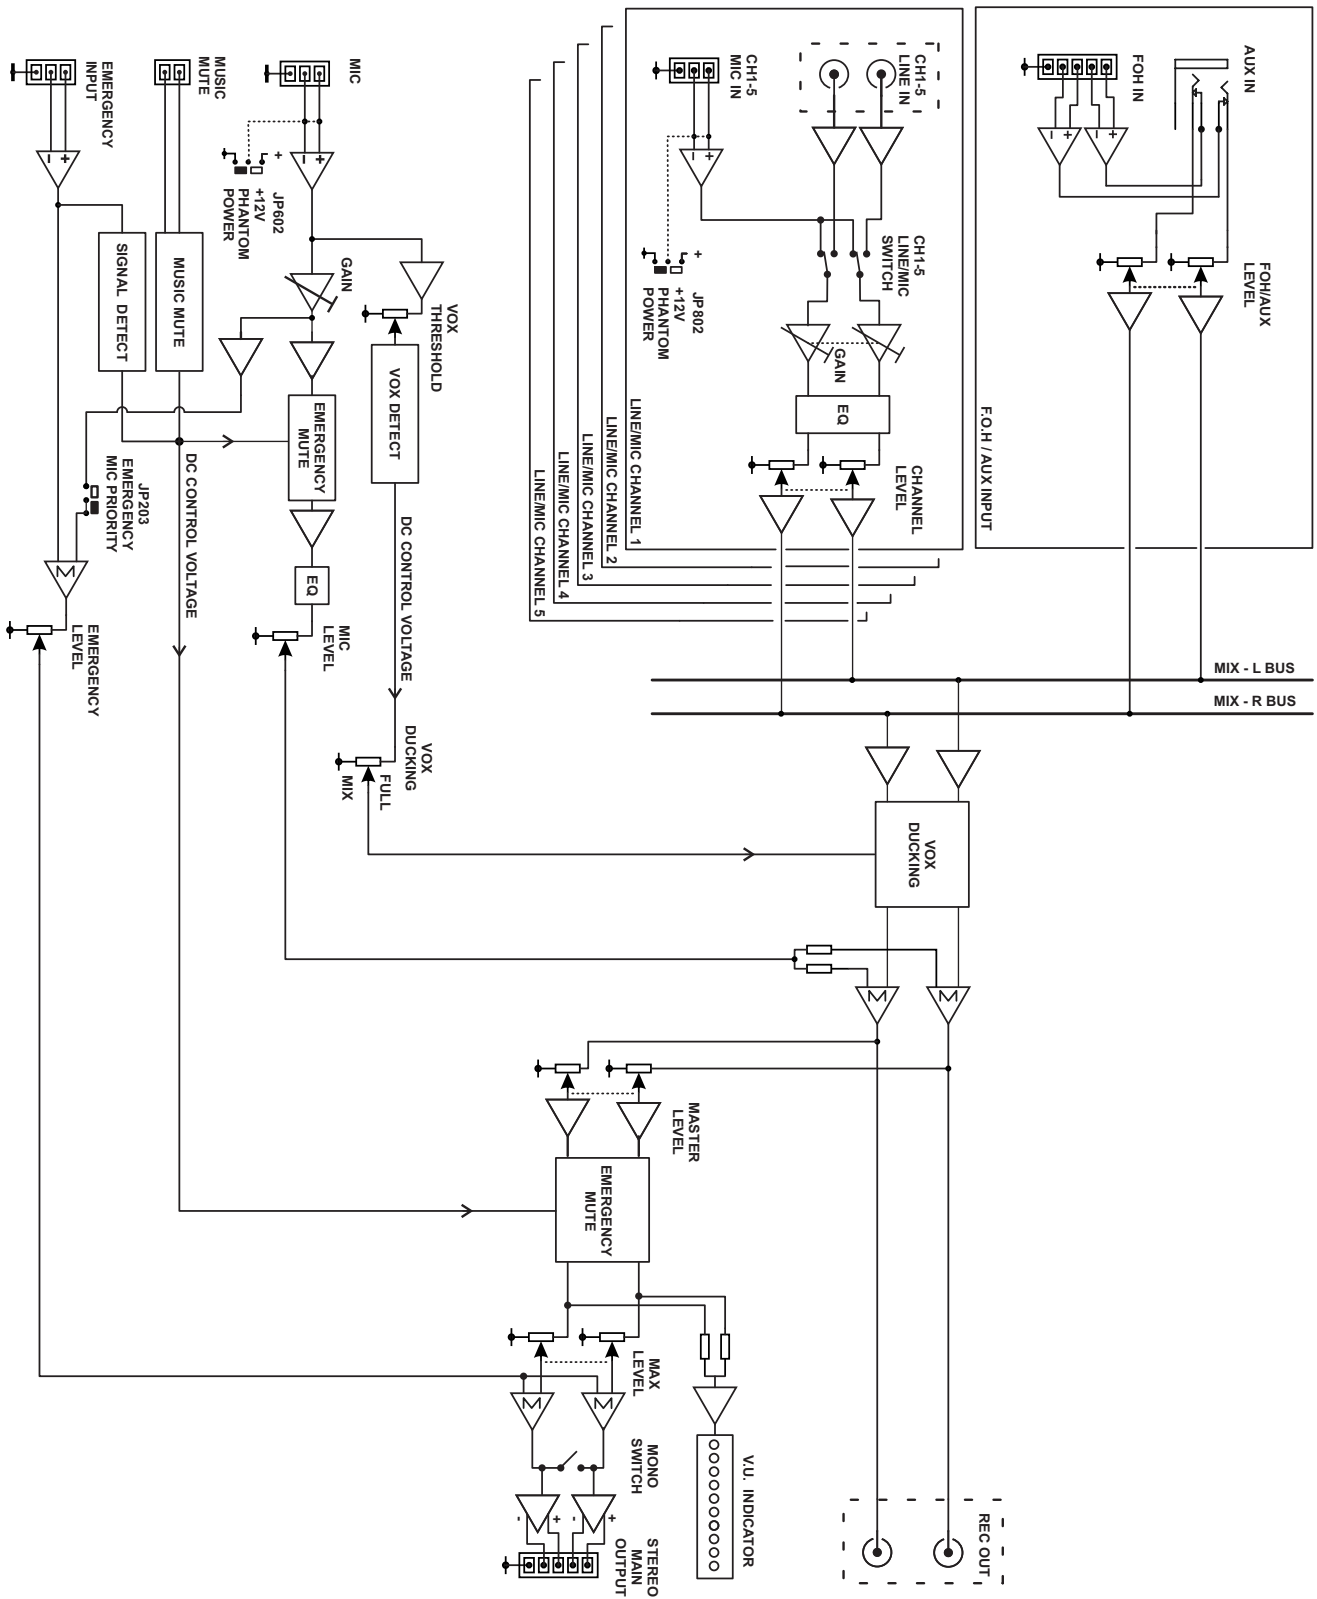 AUX IN
FOH IN
FOH/AUX
LEVEL
F.O.H / AUX INPUT
CH1-5
LINE IN
CH1-5
MIC IN
CH1-5
LINE/MIC
SWITCH
JP802
+12V
PHANTOM
POWER
+
GAIN
EQ
CHANNEL
LEVEL
LINE/MIC CHANNEL 1
LINE/MIC CHANNEL 2
LINE/MIC CHANNEL 3
LINE/MIC CHANNEL 4
LINE/MIC CHANNEL 5
MIC
MUSIC
MUTE
EMERGENCY
INPUT
JP602
+12V
PHANTOM
POWER
+
GAIN
VOX
THRESHOLD
VOX DETECT
SIGNAL DETECT
MUSIC MUTE
EMERGENCY
MUTE
EQ
JP203
EMERGENCY
MIC PRIORITY
DC CONTROL VOLTAGE
DC CONTROL VOLTAGE
MIC
LEVEL
EMERGENCY
LEVEL
MIX - L BUS
MIX - R BUS
VOX
DUCKING
FULL
MIX
VOX
DUCKING
MASTER
LEVEL
EMERGENCY
MUTE
MAX
LEVEL
MONO
SWITCH
V.U. INDICATOR
STEREO
MAIN
OUTPUT
REC OUT